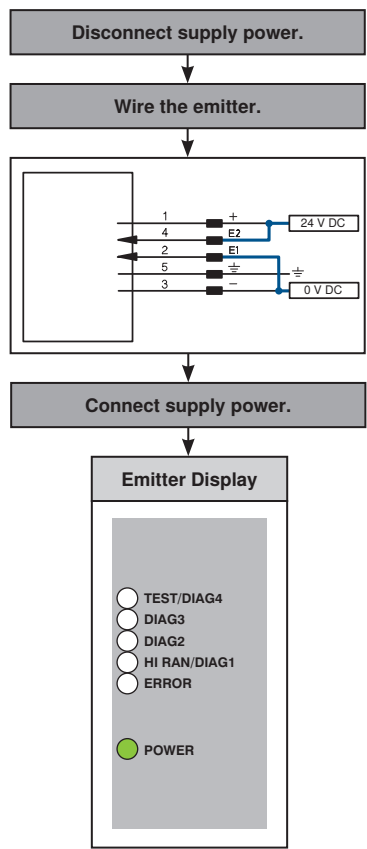 Disconnect supply power.
Wire the emitter.
1 +
24 V DC
4 E2
2 E1
5
3 −
0 V DC
Connect supply power.
Emitter Display
TEST/DIAG4
DIAG3
DIAG2
HI RAN/DIAG1
ERROR
POWER